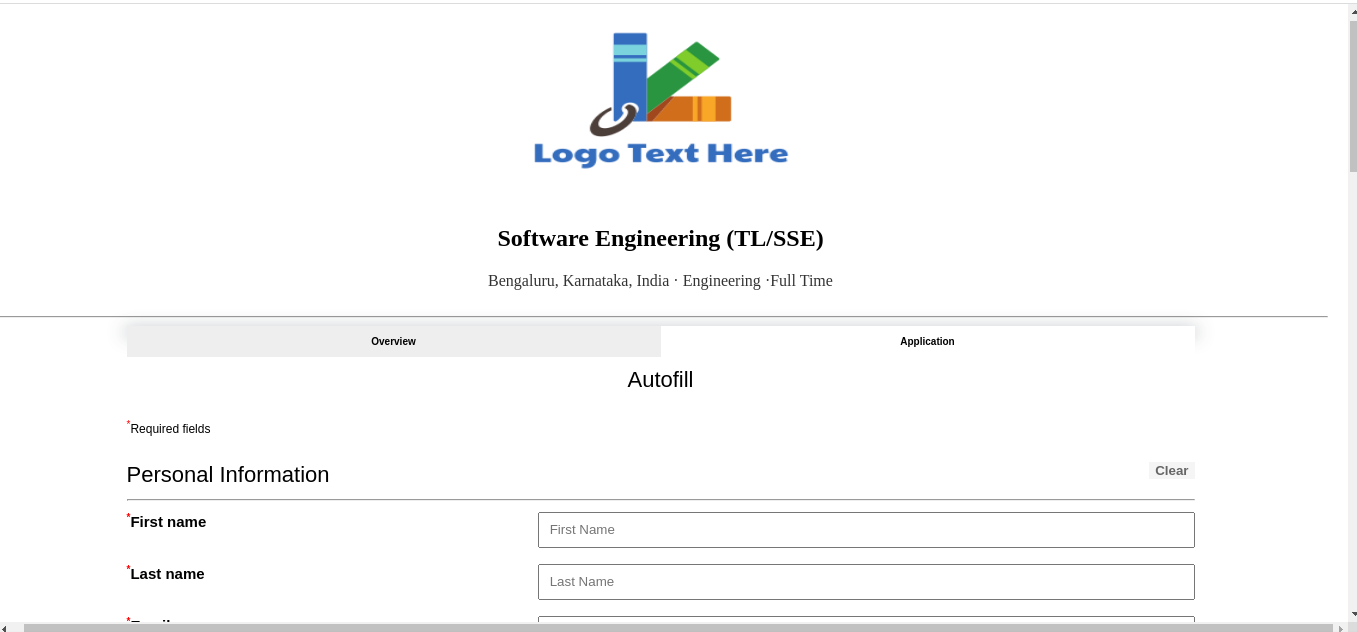 Logo Text Here
Software Engineering (TL/SSE)
Bengaluru, Karnataka, India · Engineering ·Full Time
Overview
Application
Autofill
*Required fields
Personal Information
Clear
*First name
First Name
*Last name
Last Name